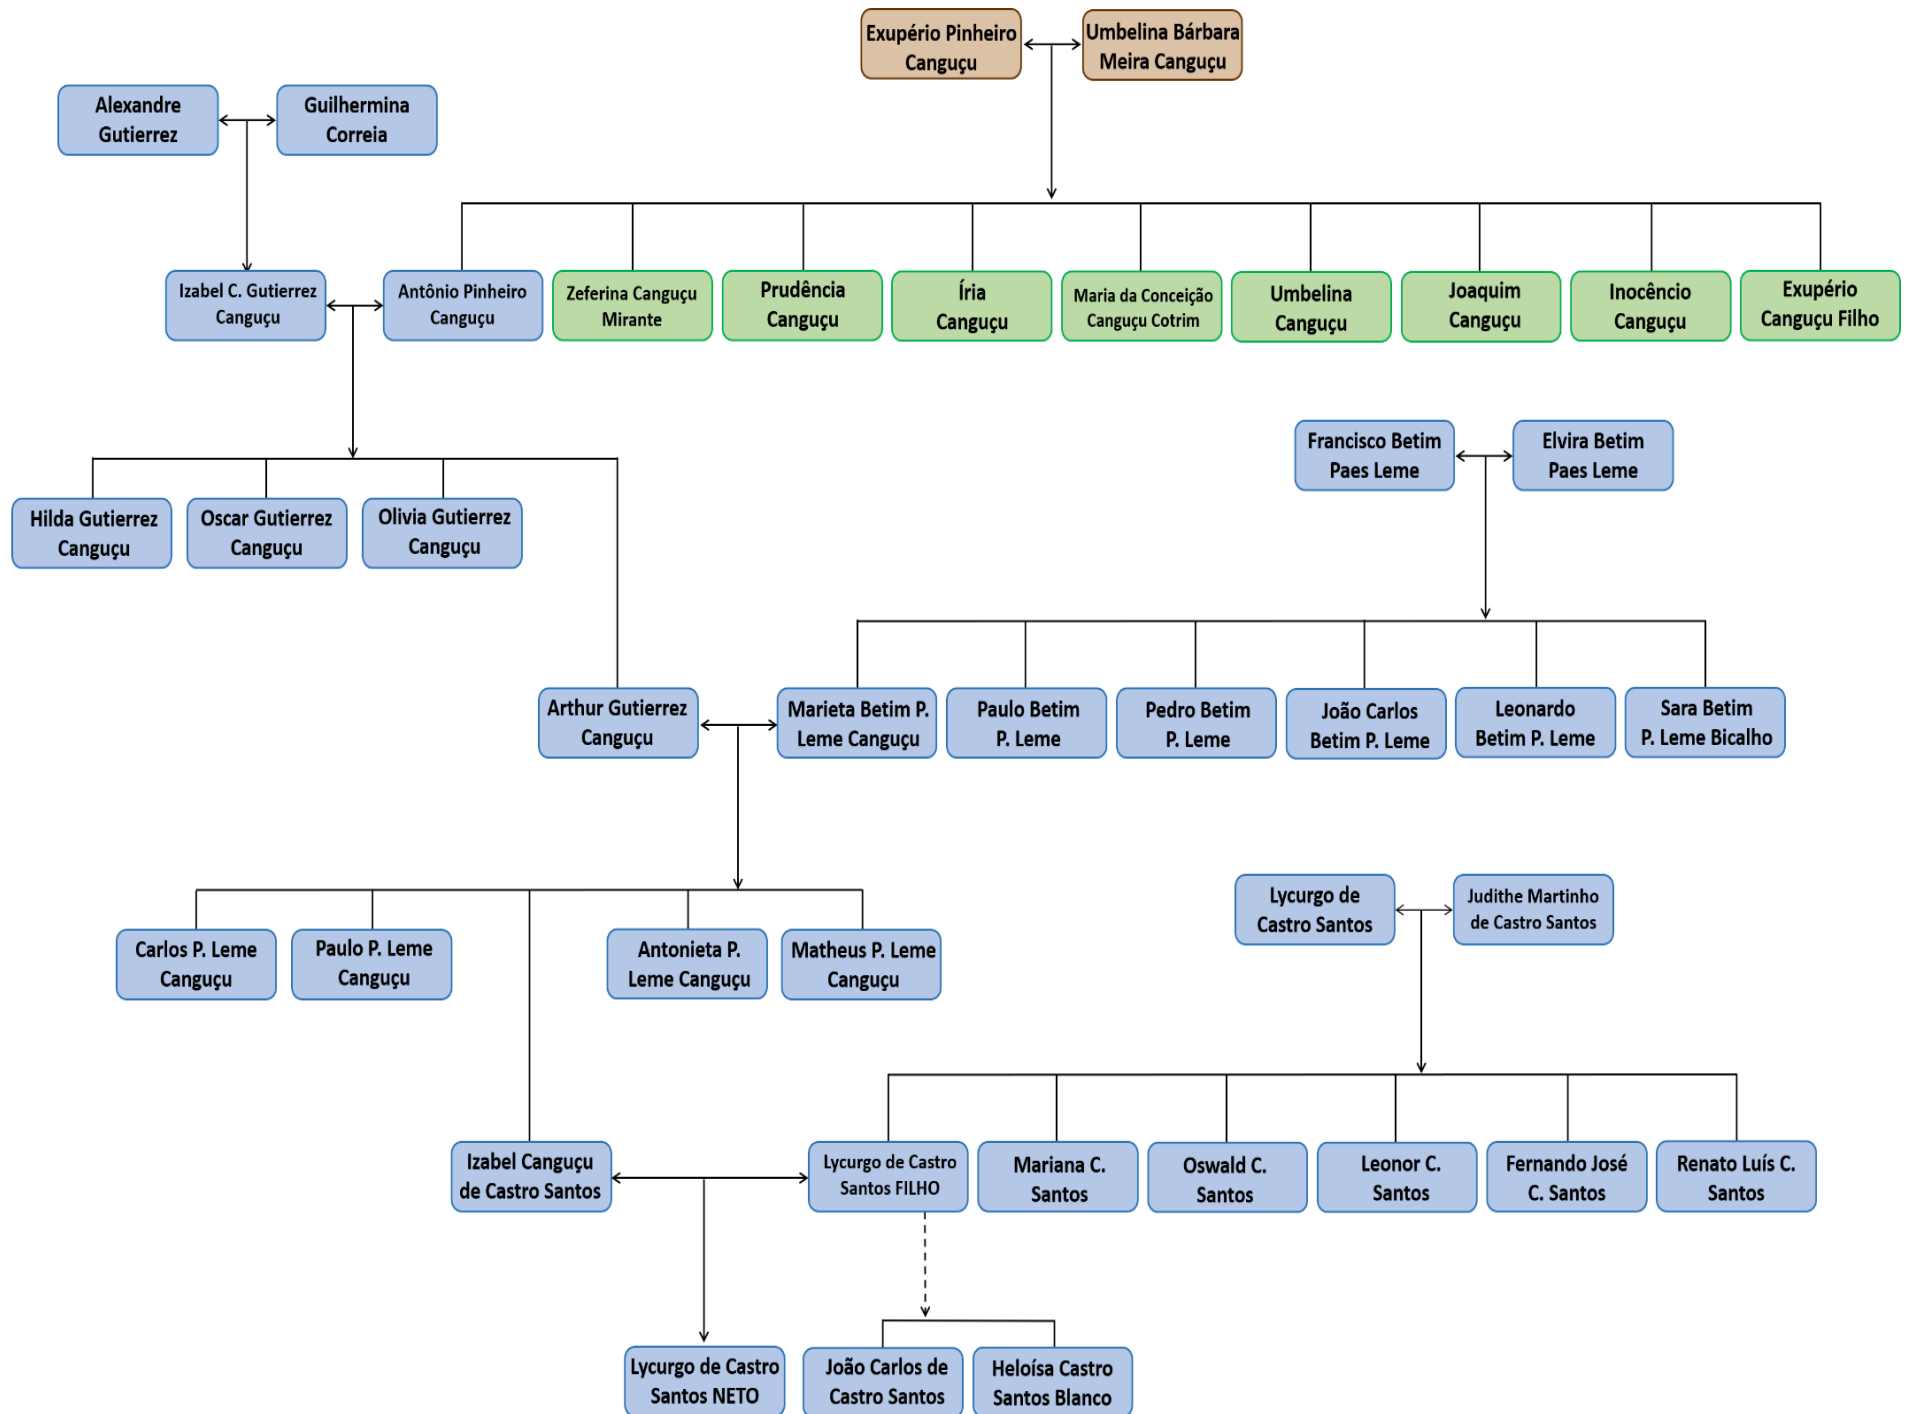 Exupério Pinheiro
Canguçu
Umbelina Bárbara
Meira Canguçu
Alexandre
Gutierrez
Guilhermina
Correia
Izabel C. Gutierrez
Canguçu
Antônio Pinheiro
Canguçu
Zeferina Canguçu
Mirante
Prudência
Canguçu
Íria
Canguçu
Maria da Conceição
Canguçu Cotrim
Umbelina
Canguçu
Joaquim
Canguçu
Inocêncio
Canguçu
Exupério
Canguçu Filho
Francisco Betim
Paes Leme
Elvira Betim
Paes Leme
Hilda Gutierrez
Canguçu
Oscar Gutierrez
Canguçu
Olivia Gutierrez
Canguçu
Arthur Gutierrez
Canguçu
Marieta Betim P.
Leme Canguçu
Paulo Betim
P. Leme
Pedro Betim
P. Leme
João Carlos
Betim P. Leme
Leonardo
Betim P. Leme
Sara Betim
P. Leme Bicalho
Lycurgo de
Castro Santos
Judithe Martinho
de Castro Santos
Carlos P. Leme
Canguçu
Paulo P. Leme
Canguçu
Antonieta P.
Leme Canguçu
Matheus P. Leme
Canguçu
Izabel Canguçu
de Castro Santos
Lycurgo de Castro
Santos FILHO
Mariana C.
Santos
Oswald C.
Santos
Leonor C.
Santos
Fernando José
C. Santos
Renato Luís C.
Santos
Lycurgo de Castro
Santos NETO
João Carlos de
Castro Santos
Heloísa Castro
Santos Blanco